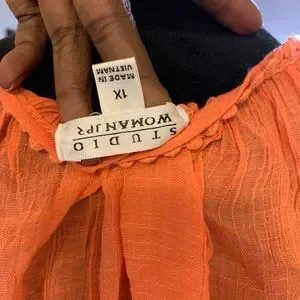 STUDIO
WOMAN JPR
1X
MADE IN
VIETNAM